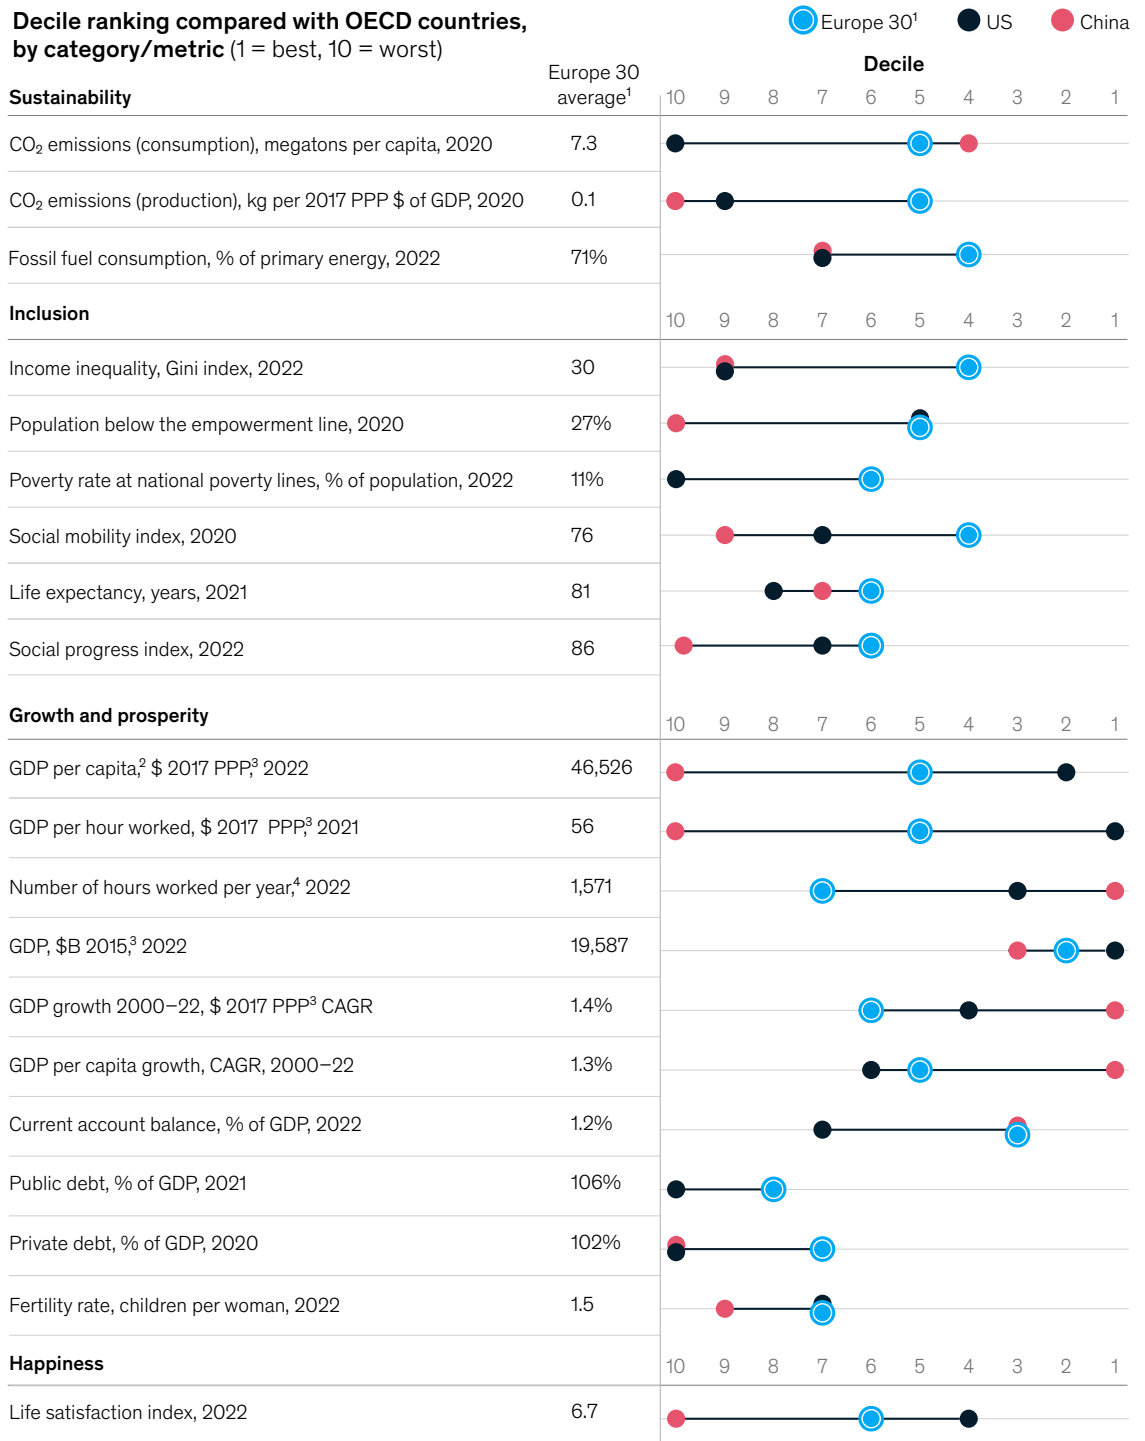 Decile ranking compared with OECD countries,
by category/metric (1 = best, 10 = worst)
Europe 30¹ US China
Europe 30
average¹
Decile
Sustainability 10 9 8 7 6 5 4 3 2 1
CO₂ emissions (consumption), megatons per capita, 2020 7.3
CO₂ emissions (production), kg per 2017 PPP $ of GDP, 2020 0.1
Fossil fuel consumption, % of primary energy, 2022 71%
Inclusion 10 9 8 7 6 5 4 3 2 1
Income inequality, Gini index, 2022 30
Population below the empowerment line, 2020 27%
Poverty rate at national poverty lines, % of population, 2022 11%
Social mobility index, 2020 76
Life expectancy, years, 2021 81
Social progress index, 2022 86
Growth and prosperity 10 9 8 7 6 5 4 3 2 1
GDP per capita,² $ 2017 PPP,³ 2022 46,526
GDP per hour worked, $ 2017 PPP,³ 2021 56
Number of hours worked per year,⁴ 2022 1,571
GDP, $B 2015,³ 2022 19,587
GDP growth 2000–22, $ 2017 PPP³ CAGR 1.4%
GDP per capita growth, CAGR, 2000–22 1.3%
Current account balance, % of GDP, 2022 1.2%
Public debt, % of GDP, 2021 106%
Private debt, % of GDP, 2020 102%
Fertility rate, children per woman, 2022 1.5
Happiness 10 9 8 7 6 5 4 3 2 1
Life satisfaction index, 2022 6.7